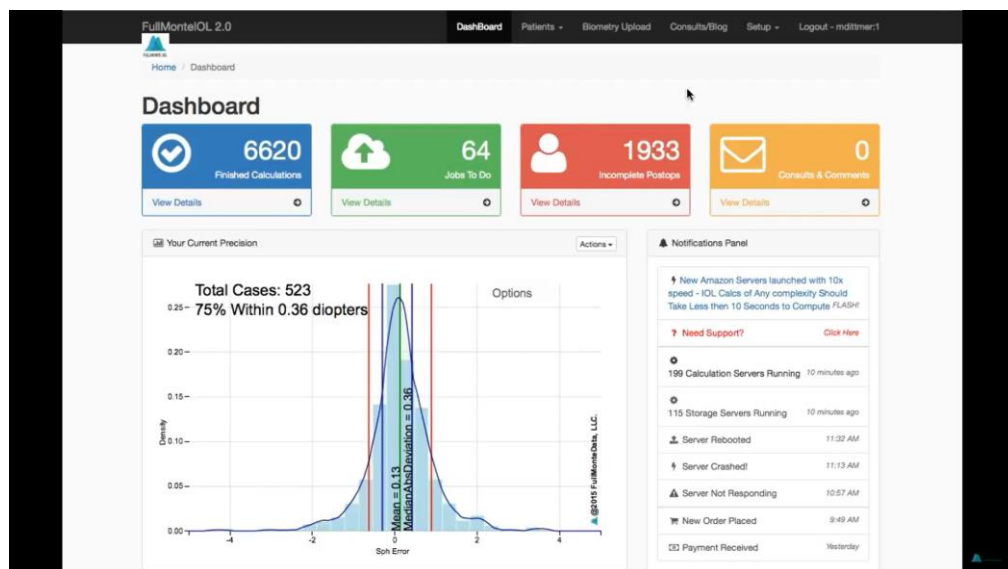 FullMonteIOL 2.0
DashBoard
Patients
Biometry Upload
Consults/Blog
Setup
Logout - mdittmer:1
Home / Dashboard
Dashboard
6620
Finished Calculations
View Details
64
Jobs To Do
View Details
1933
Incomplete Postops
View Details
0
Consults & Comments
View Details
Your Current Precision
Actions
Total Cases: 523
75% Within 0.36 diopters
Options
0.25
0.20
0.15
0.10
0.05
0.00
Density
-4
-2
0
2
4
Sph Error
Mean = 0.13
MedianAbsDeviation = 0.36
@2015 FullMonteData, LLC.
Notifications Panel
New Amazon Servers launched with 10x
speed - IOL Calcs of Any complexity Should
Take Less then 10 Seconds to Compute FLASH!
? Need Support? Click Here
199 Calculation Servers Running 10 minutes ago
115 Storage Servers Running 10 minutes ago
Server Rebooted 11:32 AM
Server Crashed! 11:13 AM
Server Not Responding 10:57 AM
New Order Placed 9:49 AM
Payment Received Yesterday